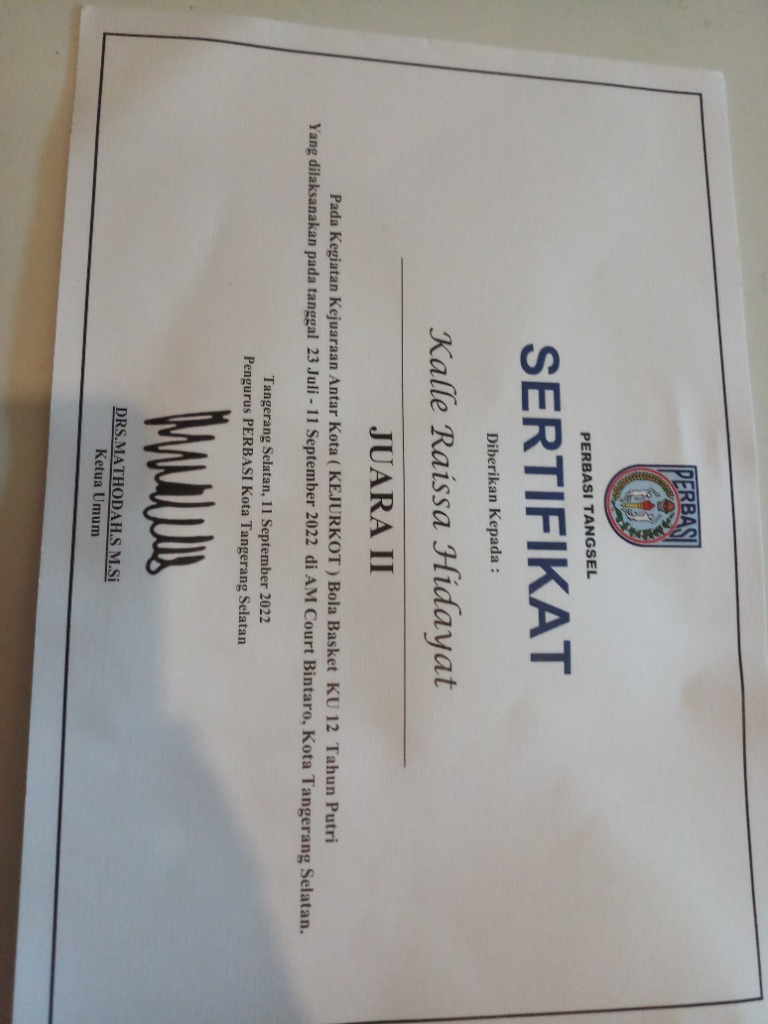 PERBASI
PERBASI TANGSEL
SERTIFIKAT
Diberikan Kepada :
Kalle Raissa Hidayat
JUARA II
Pada Kegiatan Kejuaraan Antar Kota ( KEJURKOT ) Bola Basket KU 12 Tahun Putri
Yang dilaksanakan pada tanggal 23 Juli - 11 September 2022 di AM Court Bintaro, Kota Tangerang Selatan.
Tangerang Selatan, 11 September 2022
Pengurus PERBASI Kota Tangerang Selatan
DRS.MATHODAH.S M.Si
Ketua Umum